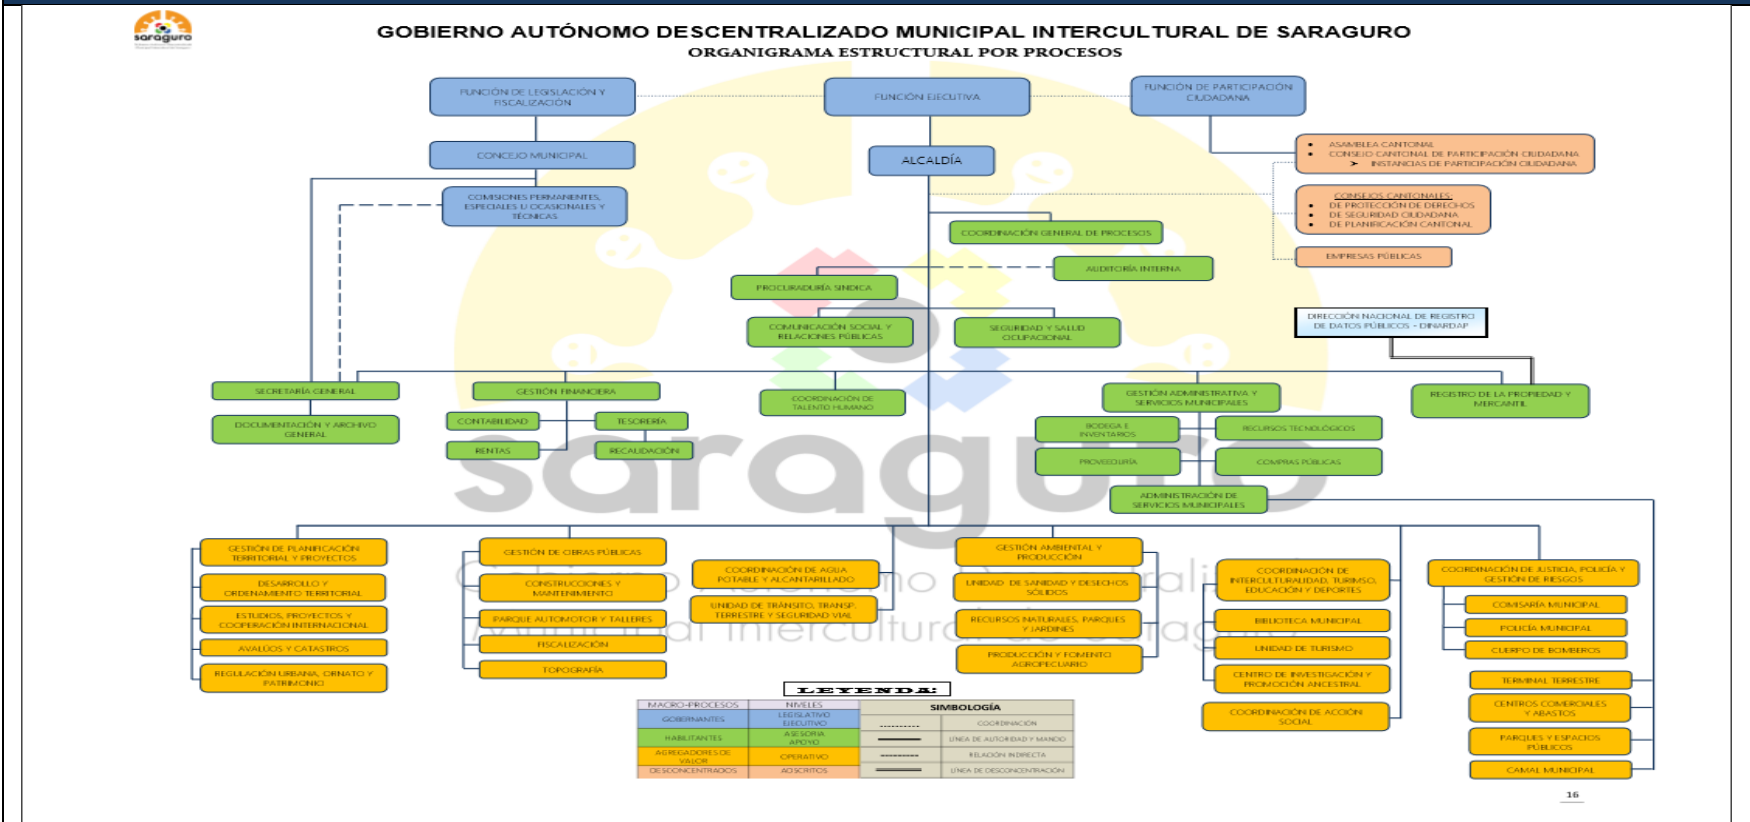 saraguro
GOBIERNO AUTÓNOMO DESCENTRALIZADO MUNICIPAL INTERCULTURAL DE SARAGURO
ORGANIGRAMA ESTRUCTURAL POR PROCESOS
FUNCIÓN DE LEGISLACIÓN Y
FISCALIZACIÓN
FUNCIÓN EJECUTIVA
FUNCIÓN DE PARTICIPACIÓN
CIUDADANA
CONCEJO MUNICIPAL
ALCALDÍA
• ASAMBLEA CANTONAL
• CONSEJO CANTONAL DE PARTICIPACIÓN CIUDADANA
➢ INSTANCIAS DE PARTICIPACIÓN CIUDADANA
COMISIONES PERMANENTES,
ESPECIALES U OCASIONALES Y
TÉCNICAS
CONSEJOS CANTONALES:
• DE PROTECCIÓN DE DERECHOS
• DE SEGURIDAD CIUDADANA
• DE PLANIFICACIÓN CANTONAL
COORDINACIÓN GENERAL DE PROCESOS
EMPRESAS PÚBLICAS
AUDITORÍA INTERNA
PROCURADURÍA SINDICA
COMUNICACIÓN SOCIAL Y
RELACIONES PÚBLICAS
SEGURIDAD Y SALUD
OCUPACIONAL
DIRECCIÓN NACIONAL DE REGISTRO
DE DATOS PÚBLICOS - DINARDAP
SECRETARÍA GENERAL
DOCUMENTACIÓN Y ARCHIVO
GENERAL
GESTIÓN FINANCIERA
CONTABILIDAD
TESORERÍA
RENTAS
RECAUDACIÓN
COORDINACIÓN DE
TALENTO HUMANO
GESTIÓN ADMINISTRATIVA Y
SERVICIOS MUNICIPALES
BODEGA E
INVENTARIOS
RECURSOS TECNOLÓGICOS
PROVEEDURÍA
COMPRAS PÚBLICAS
ADMINISTRACIÓN DE
SERVICIOS MUNICIPALES
REGISTRO DE LA PROPIEDAD Y
MERCANTIL
saraguro
GESTIÓN DE PLANIFICACIÓN
TERRITORIAL Y PROYECTOS
DESARROLLO Y
ORDENAMIENTO TERRITORIAL
ESTUDIOS, PROYECTOS Y
COOPERACIÓN INTERNACIONAL
AVALÚOS Y CATASTROS
REGULACIÓN URBANA, ORNATO Y
PATRIMONIO
GESTIÓN DE OBRAS PÚBLICAS
CONSTRUCCIONES Y
MANTENIMIENTO
PARQUE AUTOMOTOR Y TALLERES
FISCALIZACIÓN
TOPOGRAFÍA
COORDINACIÓN DE AGUA
POTABLE Y ALCANTARILLADO
UNIDAD DE TRÁNSITO, TRANSP.
TERRESTRE Y SEGURIDAD VIAL
GESTIÓN AMBIENTAL Y
PRODUCCIÓN
UNIDAD DE SANIDAD Y DESECHOS
SÓLIDOS
RECURSOS NATURALES, PARQUES
Y JARDINES
PRODUCCIÓN Y FOMENTO
AGROPECUARIO
COORDINACIÓN DE
INTERCULTURALIDAD, TURIMSO,
EDUCACIÓN Y DEPORTES
BIBLIOTECA MUNICIPAL
UNIDAD DE TURISMO
CENTRO DE INVESTIGACIÓN Y
PROMOCIÓN ANCESTRAL
COORDINACIÓN DE ACCIÓN
SOCIAL
COORDINACIÓN DE JUSTICIA, POLICÍA Y
GESTIÓN DE RIESGOS
COMISARÍA MUNICIPAL
POLICÍA MUNICIPAL
CUERPO DE BOMBEROS
TERMINAL TERRESTRE
CENTROS COMERCIALES
Y ABASTOS
PARQUES Y ESPACIOS
PÚBLICOS
CAMAL MUNICIPAL
LEYENDA:
MACRO-PROCESOS NIVELES SIMBOLOGÍA
GOBERNANTES LEGISLATIVO
EJECUTIVO COORDINACIÓN
HABILITANTES ASESORIA
APOYO LÍNEA DE AUTORIDAD Y MANDO
AGREGADORES DE
VALOR OPERATIVO RELACIÓN INDIRECTA
DESCONCENTRADOS ADSCRITOS LÍNEA DE DESCONCENTRACIÓN
16